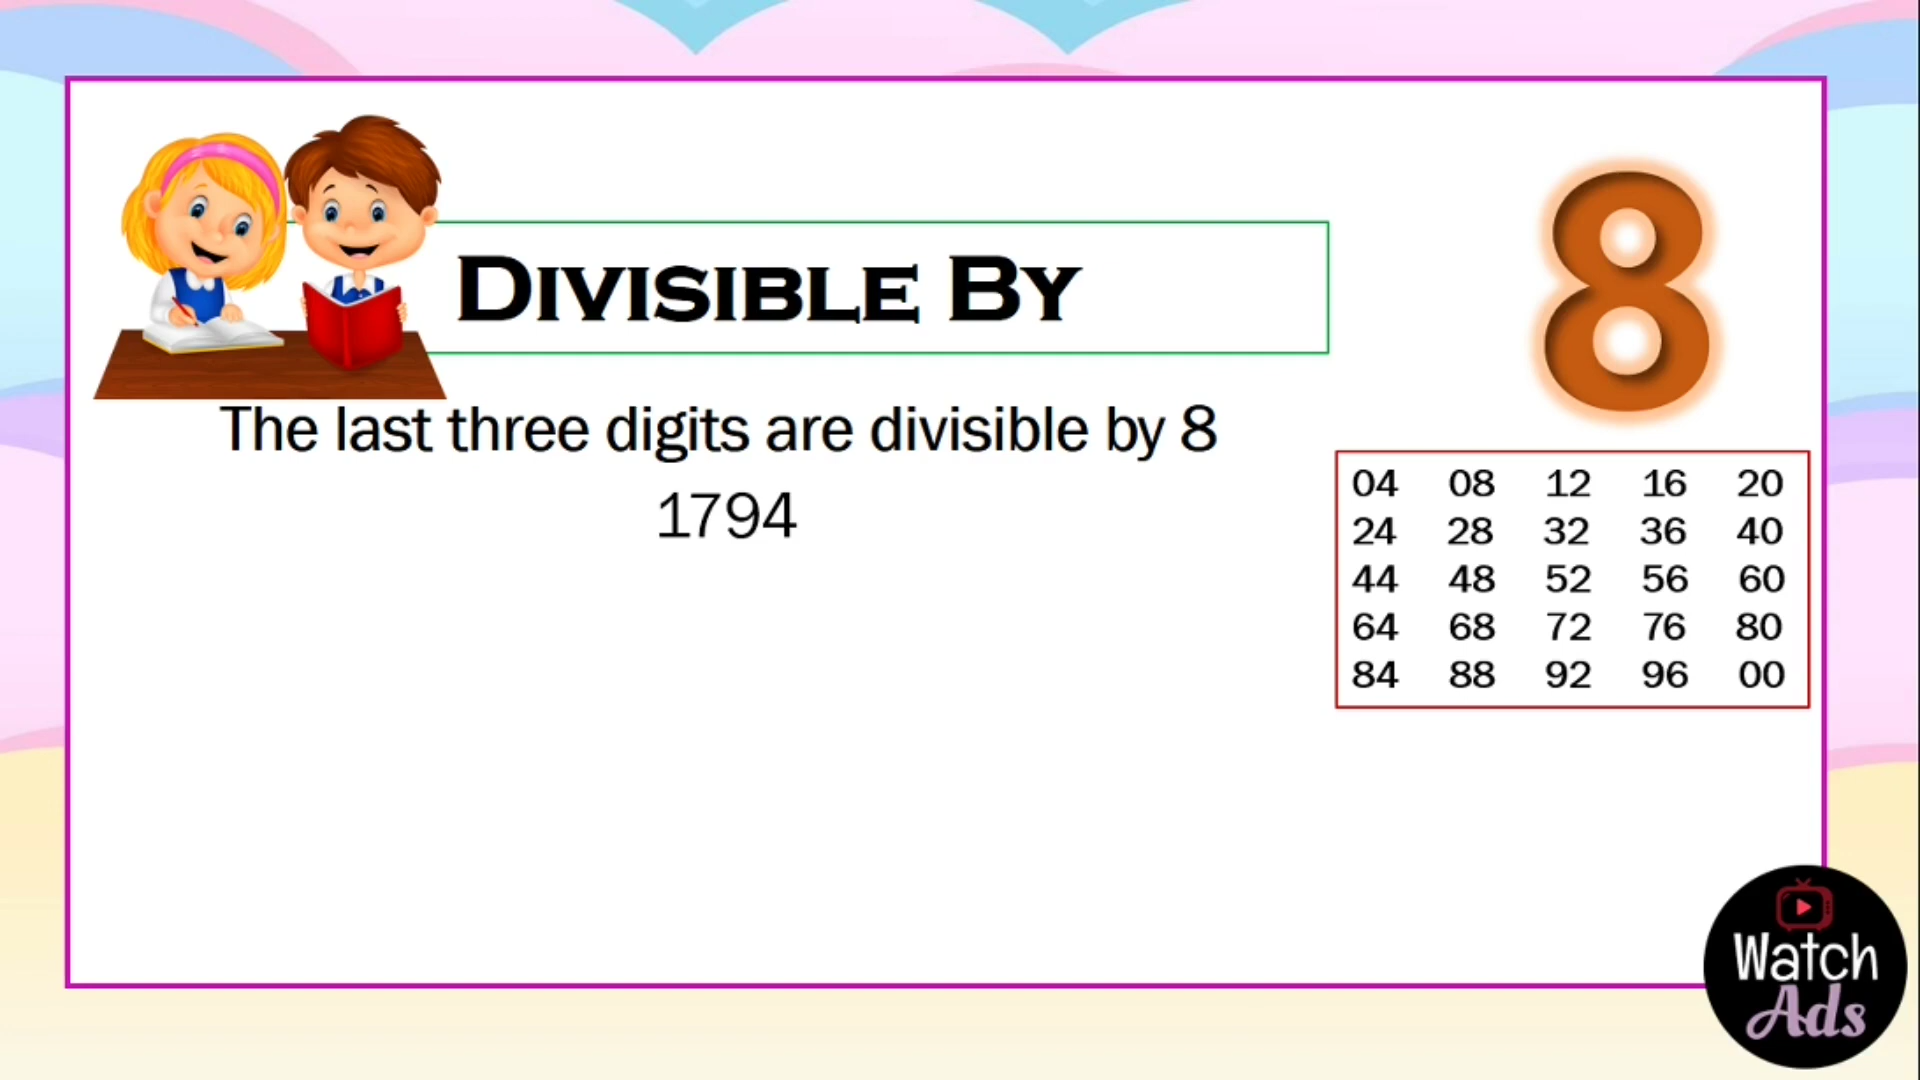 DIVISIBLE BY
8
The last three digits are divisible by 8
1794
04 08 12 16 20
24 28 32 36 40
44 48 52 56 60
64 68 72 76 80
84 88 92 96 00
Watch
Ads